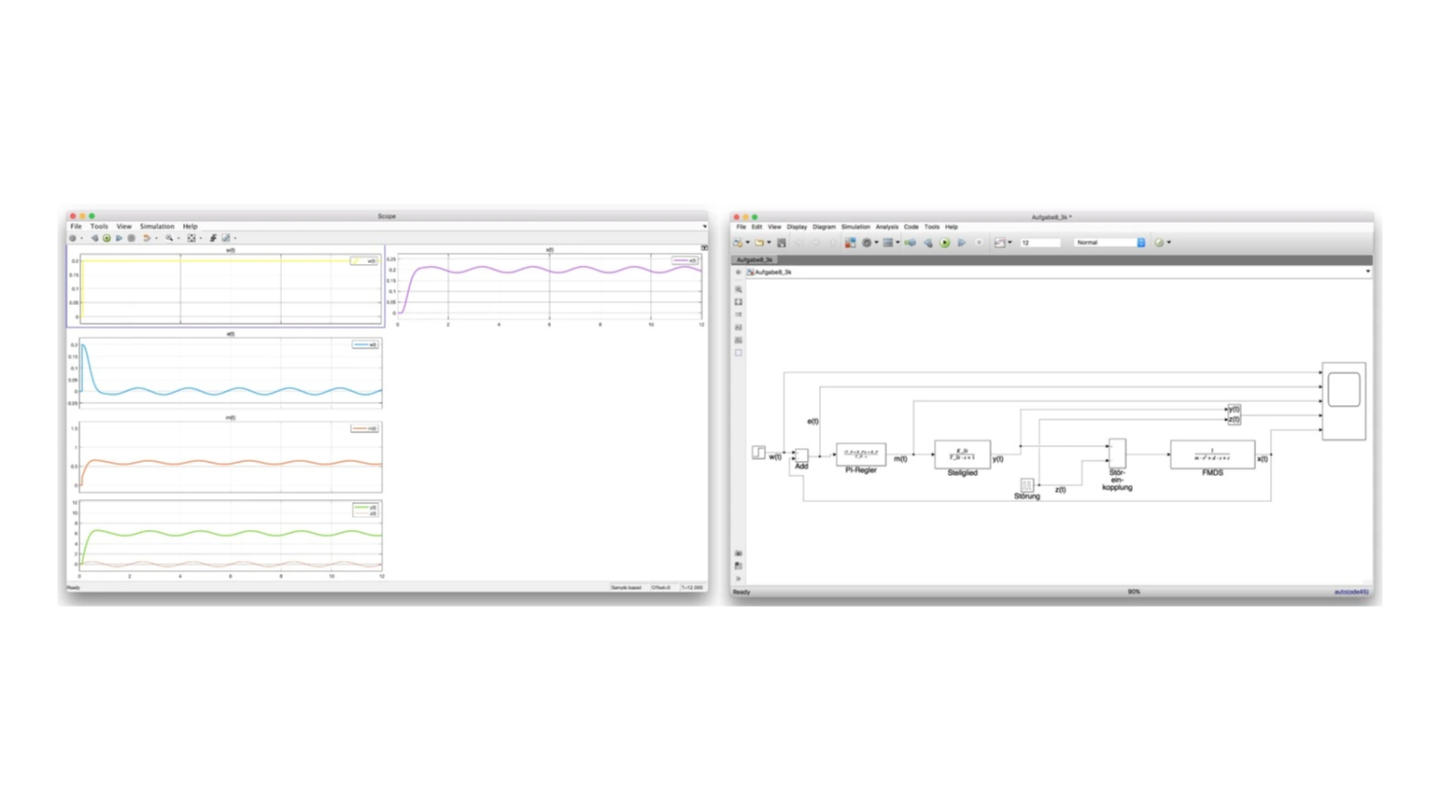 Scope
File Tools View Simulation Help
w(t)
0.2
0.15
0.1
0.05
0
w(t)
e(t)
0.2
0.15
0.1
0.05
0
-0.05
e(t)
m(t)
1.5
1
0.5
0
m(t)
12
10
8
6
4
2
0
y(t)
z(t)
0 2 4 6 8 10 12
x(t)
0.25
0.2
0.15
0.1
0.05
0
x(t)
0 2 4 6 8 10 12
Ready
Sample based Offset=0 T=12.000
Aufgabe8_3k *
File Edit View Display Diagram Simulation Analysis Code Tools Help
12
Normal
Aufgabe8_3k
Aufgabe8_3k
e(t)
w(t)
Add
PI-Regler
m(t)
Stellglied
y(t)
Störung
z(t)
y(t)
z(t)
Stör-
ein-
kopplung
FMDS
x(t)
Ready
90%
auto(ode45)